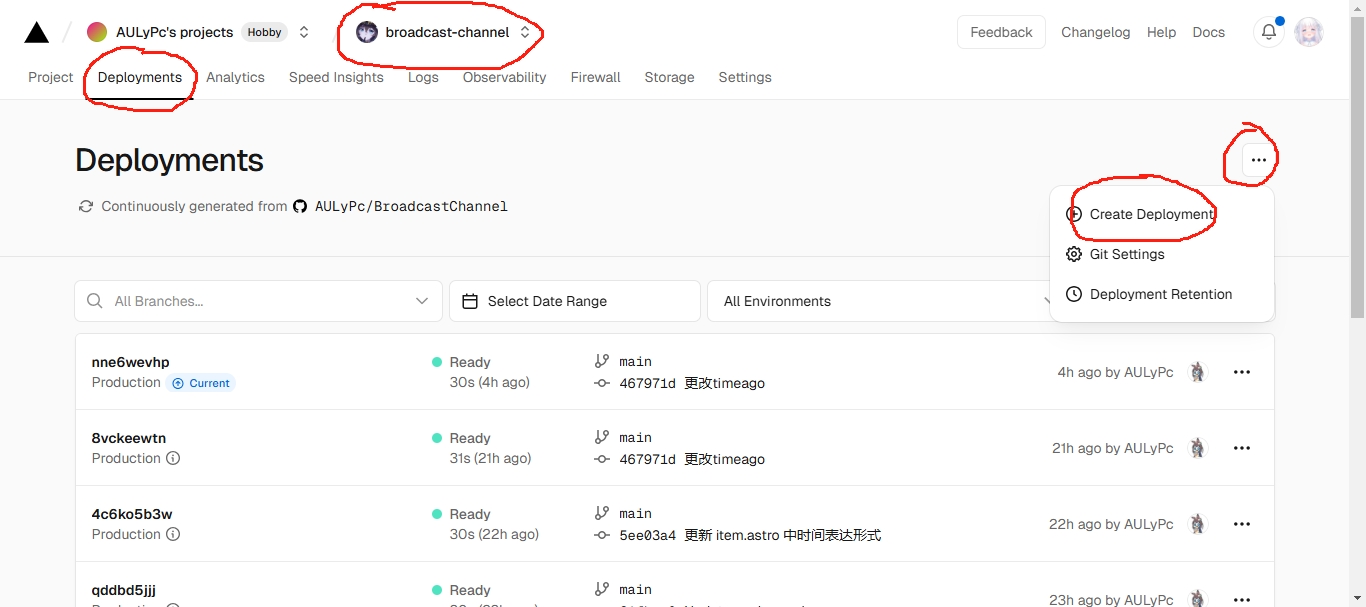 AULyPc's projects Hobby broadcast-channel Feedback Changelog Help Docs
Project Deployments Analytics Speed Insights Logs Observability Firewall Storage Settings
Deployments
Continuously generated from AULyPc/BroadcastChannel
Create Deployment
Git Settings
Deployment Retention
All Branches... Select Date Range All Environments
nne6wevhp Ready main
Production Current 30s (4h ago) 467971d 更改timeago 4h ago by AULyPc
8vckeewtn Ready main
Production 31s (21h ago) 467971d 更改timeago 21h ago by AULyPc
4c6ko5b3w Ready main
Production 30s (22h ago) 5ee03a4 更新 item.astro 中时间表达形式 22h ago by AULyPc
qddbd5jjj Ready main
23h ago by AULyPc